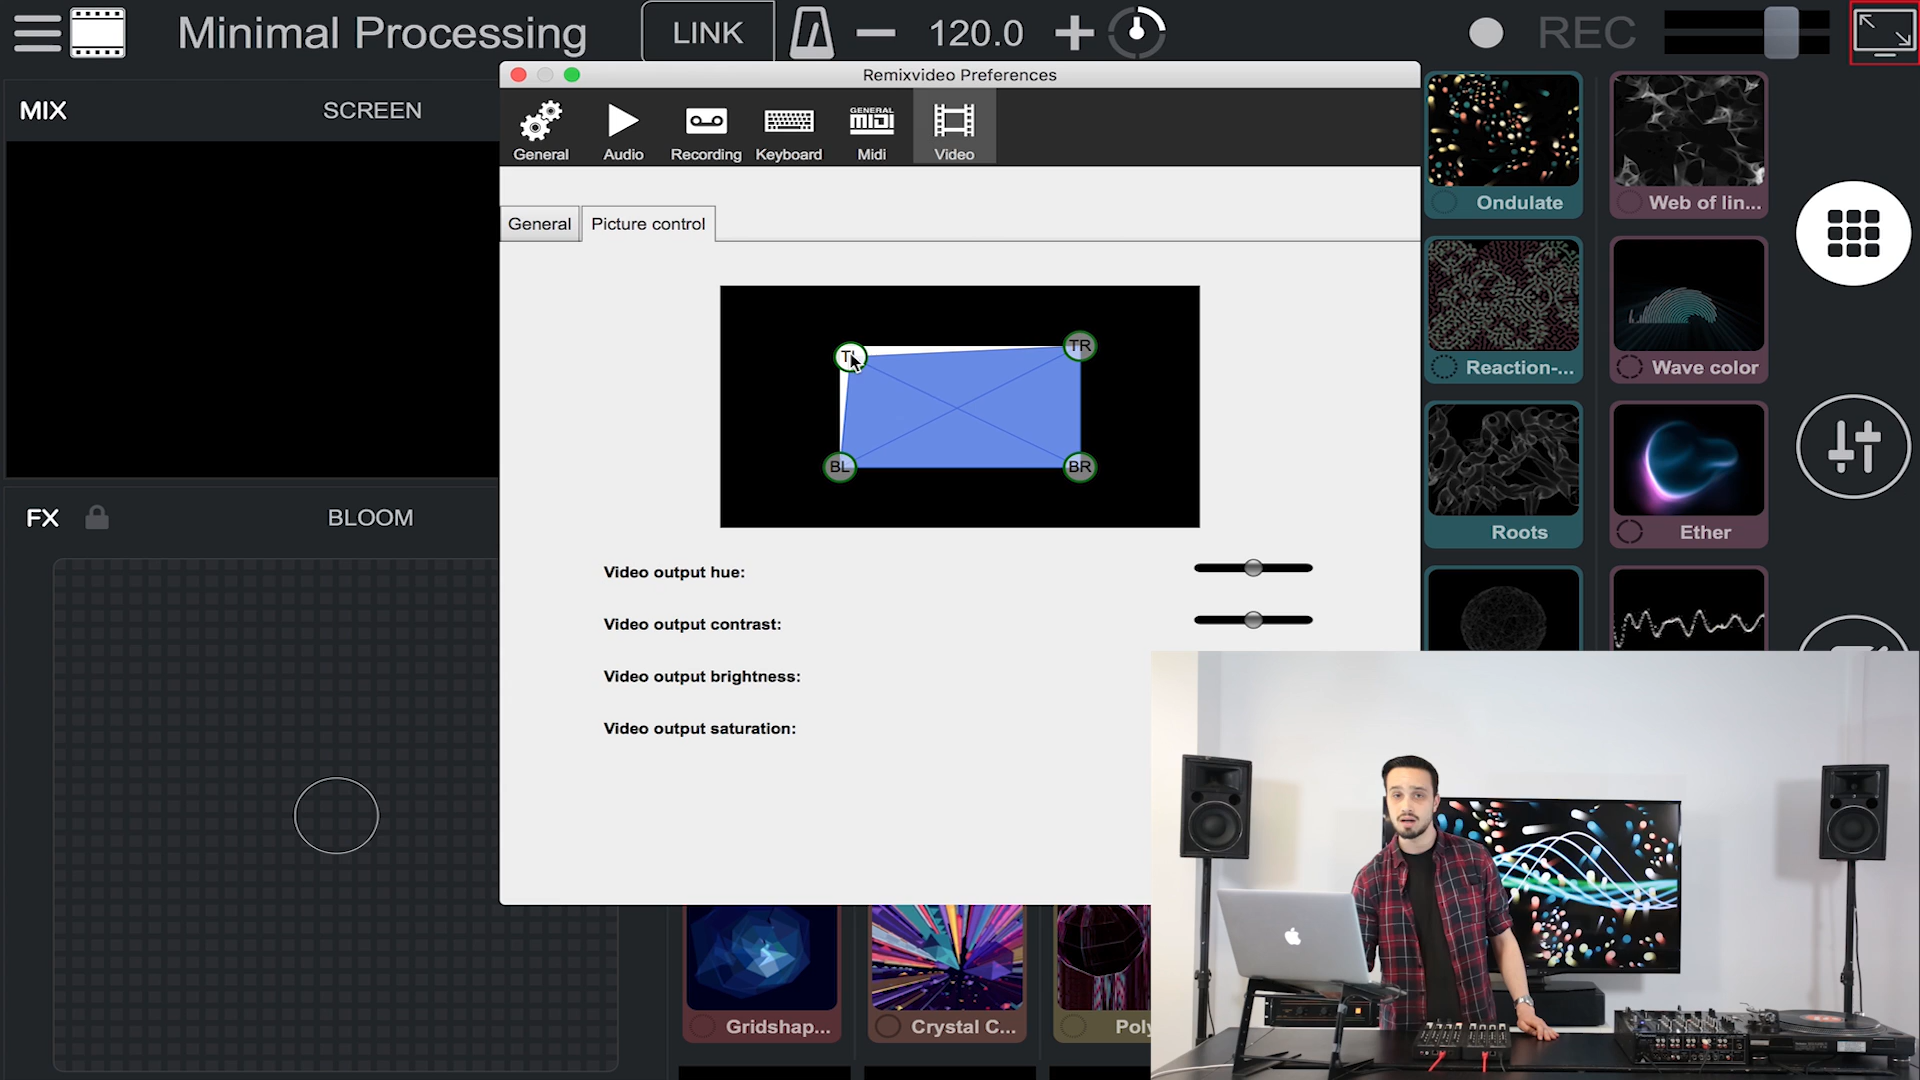 Minimal Processing
LINK
120.0
REC
Remixvideo Preferences
MIX
SCREEN
General
Audio
Recording
Keyboard
GENERAL
MIDI
Midi
Video
General
Picture control
TR
BL
BR
Video output hue:
Video output contrast:
Video output brightness:
Video output saturation:
FX
BLOOM
Ondulate
Web of lin...
Reaction-...
Wave color
Roots
Ether
Gridshap...
Crystal C...